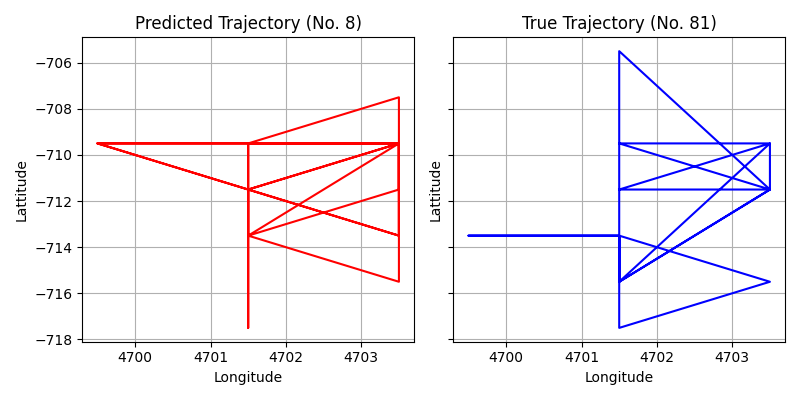 Predicted Trajectory (No. 8)
True Trajectory (No. 81)
Lattitude
−706
−708
−710
−712
−714
−716
−718
4700
4701
4702
4703
Longitude
Lattitude
4700
4701
4702
4703
Longitude